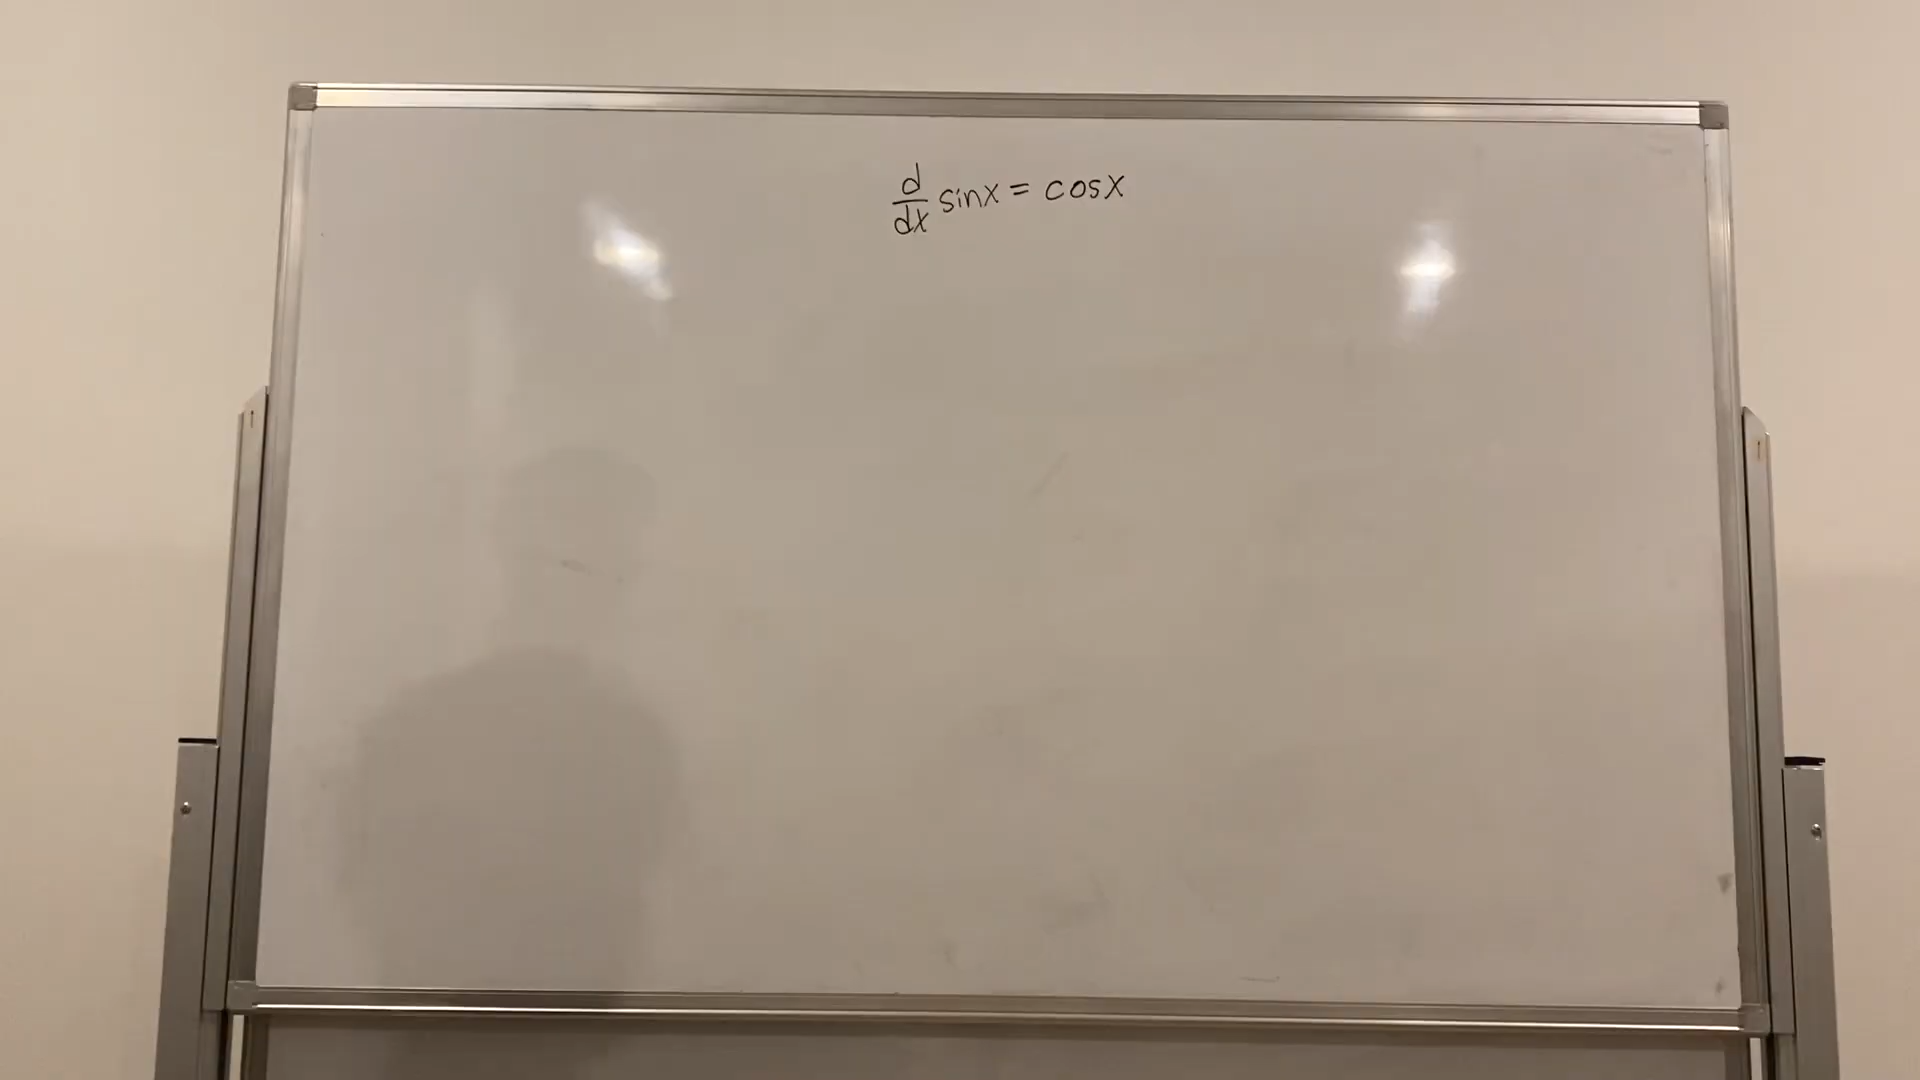 d/dx sinx = cosx